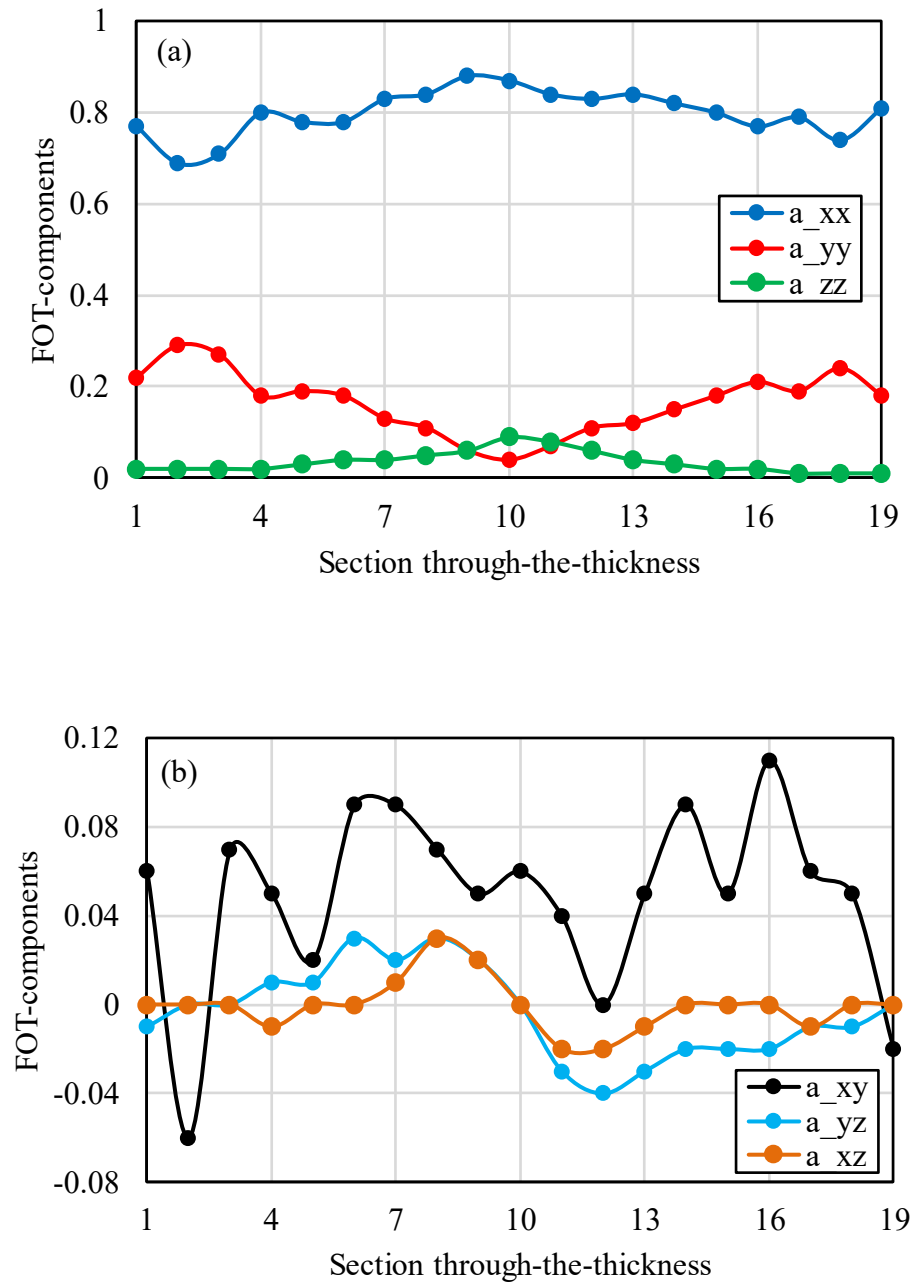 (a)
1
0.8
0.6
0.4
0.2
0
FOT-components
a_xx
a_yy
a_zz
1 4 7 10 13 16 19
Section through-the-thickness
(b)
0.12
0.08
0.04
0
-0.04
-0.08
FOT-components
a_xy
a_yz
a_xz
1 4 7 10 13 16 19
Section through-the-thickness